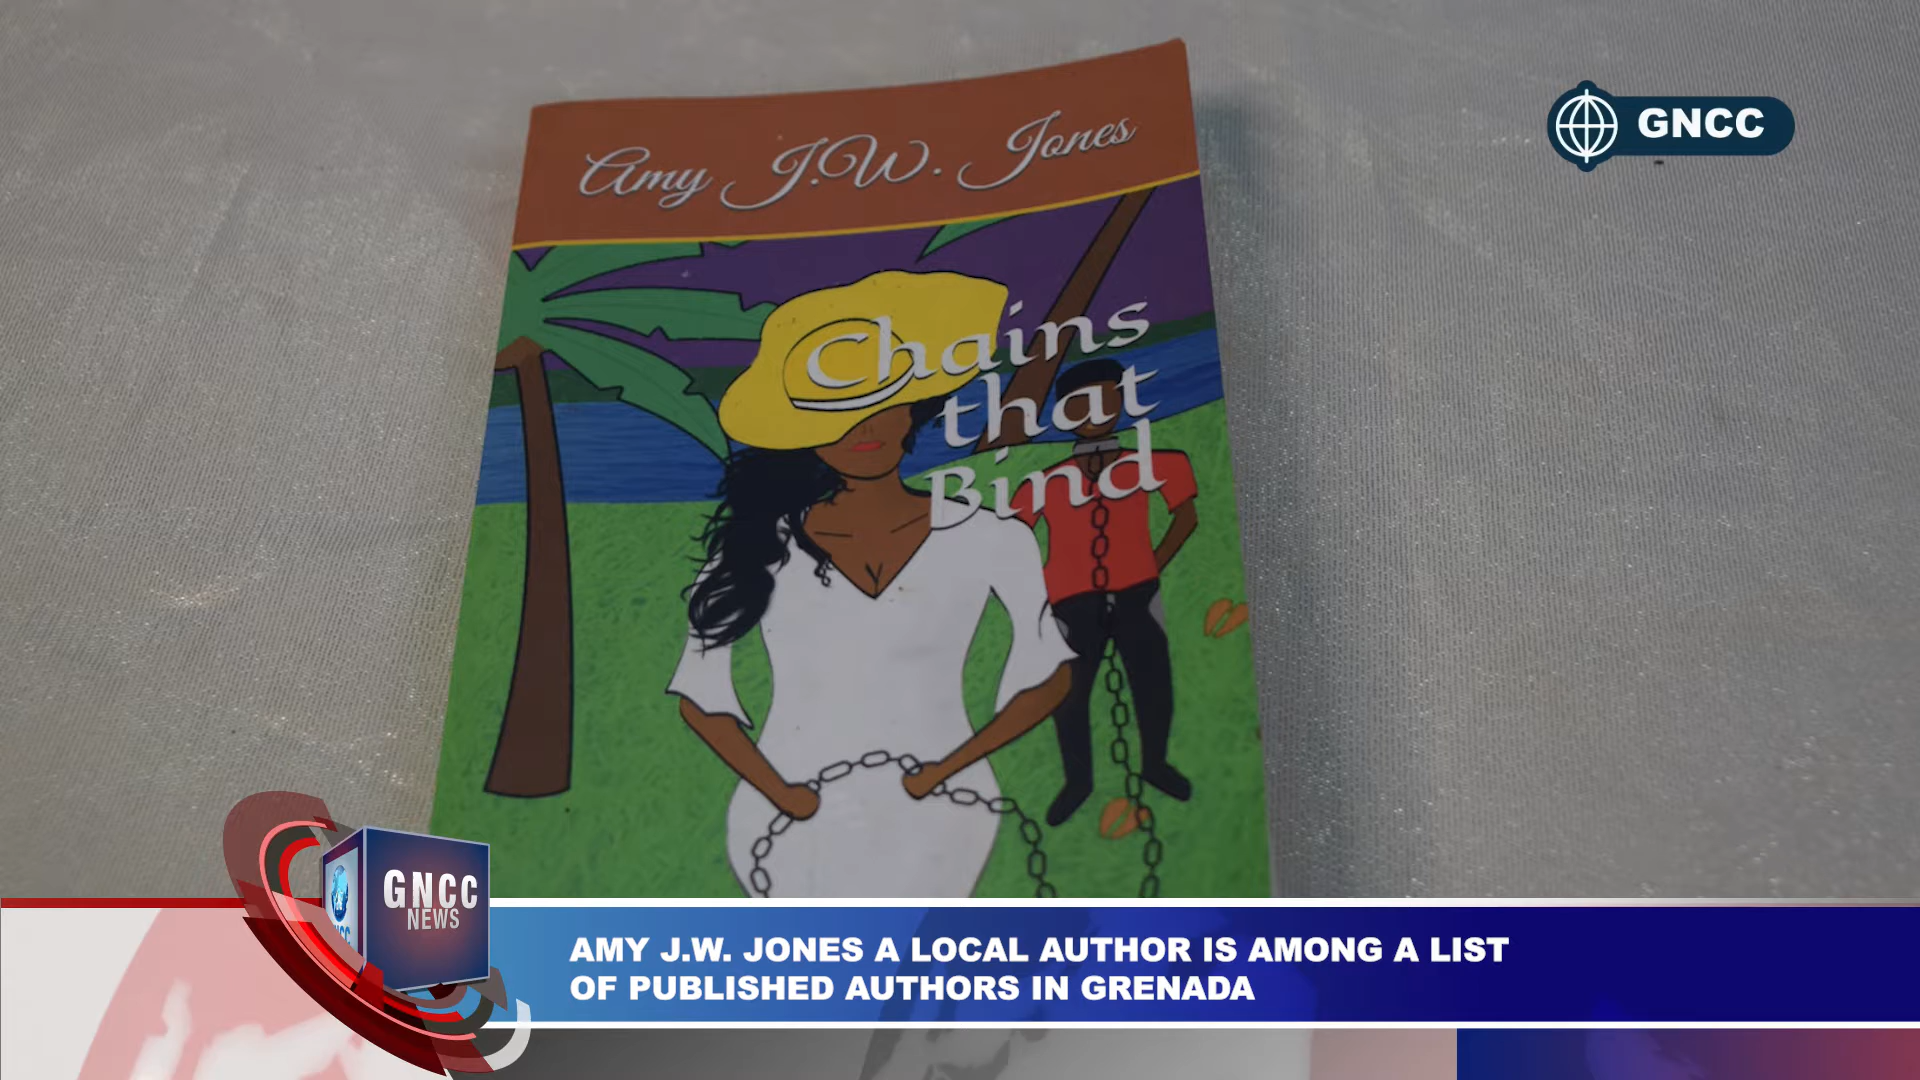 Amy J.W. Jones
GNCC
Chains
that
Bind
GNCC
NEWS
AMY J.W. JONES A LOCAL AUTHOR IS AMONG A LIST
OF PUBLISHED AUTHORS IN GRENADA